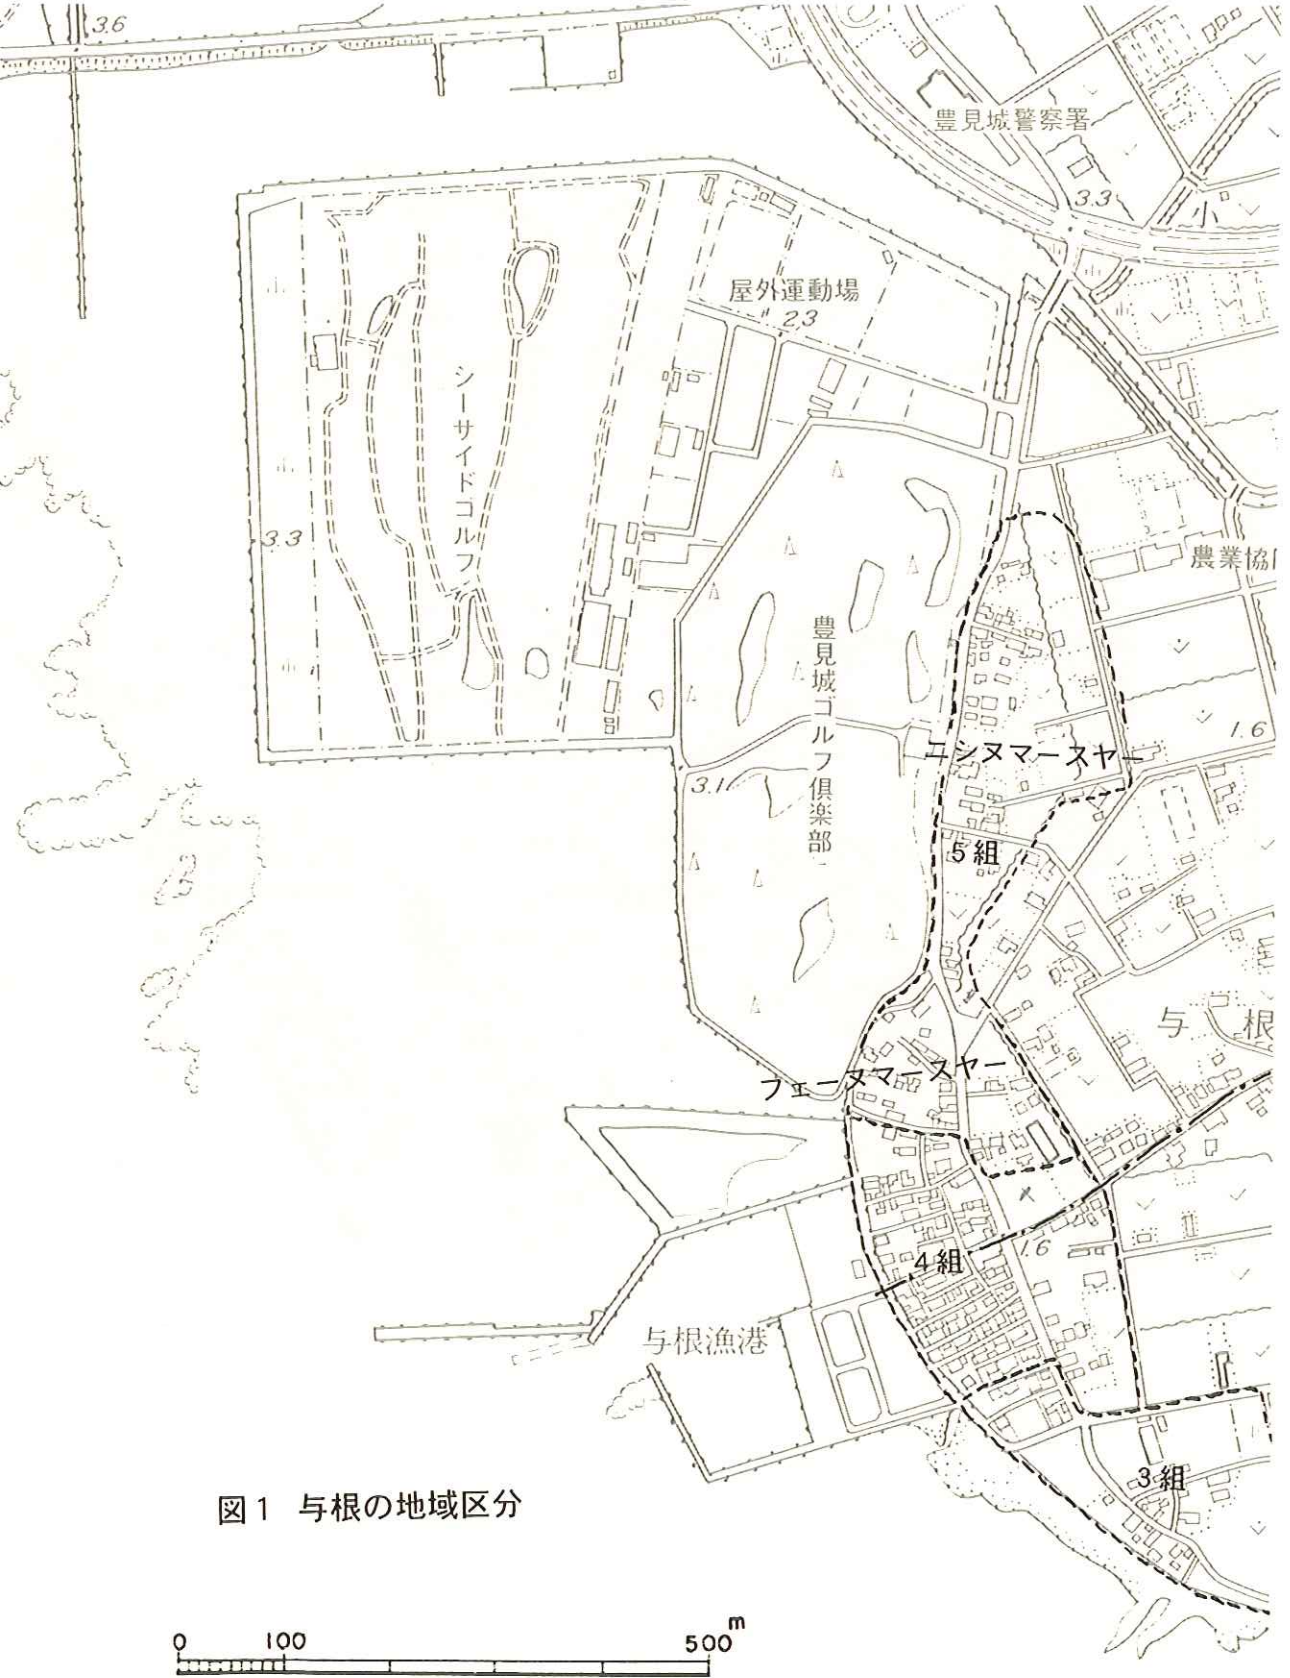 3.6
豊見城警察署
3.3
屋外運動場
2.3
シーサイドゴルフ
3.3
農業協
豊見城ゴルフ倶楽部
ニシヌマースヤー
1.6
3.1
5組
与根
フェーヌマースヤー
4組
1.6
与根漁港
3組
図1 与根の地域区分
0 100 500m